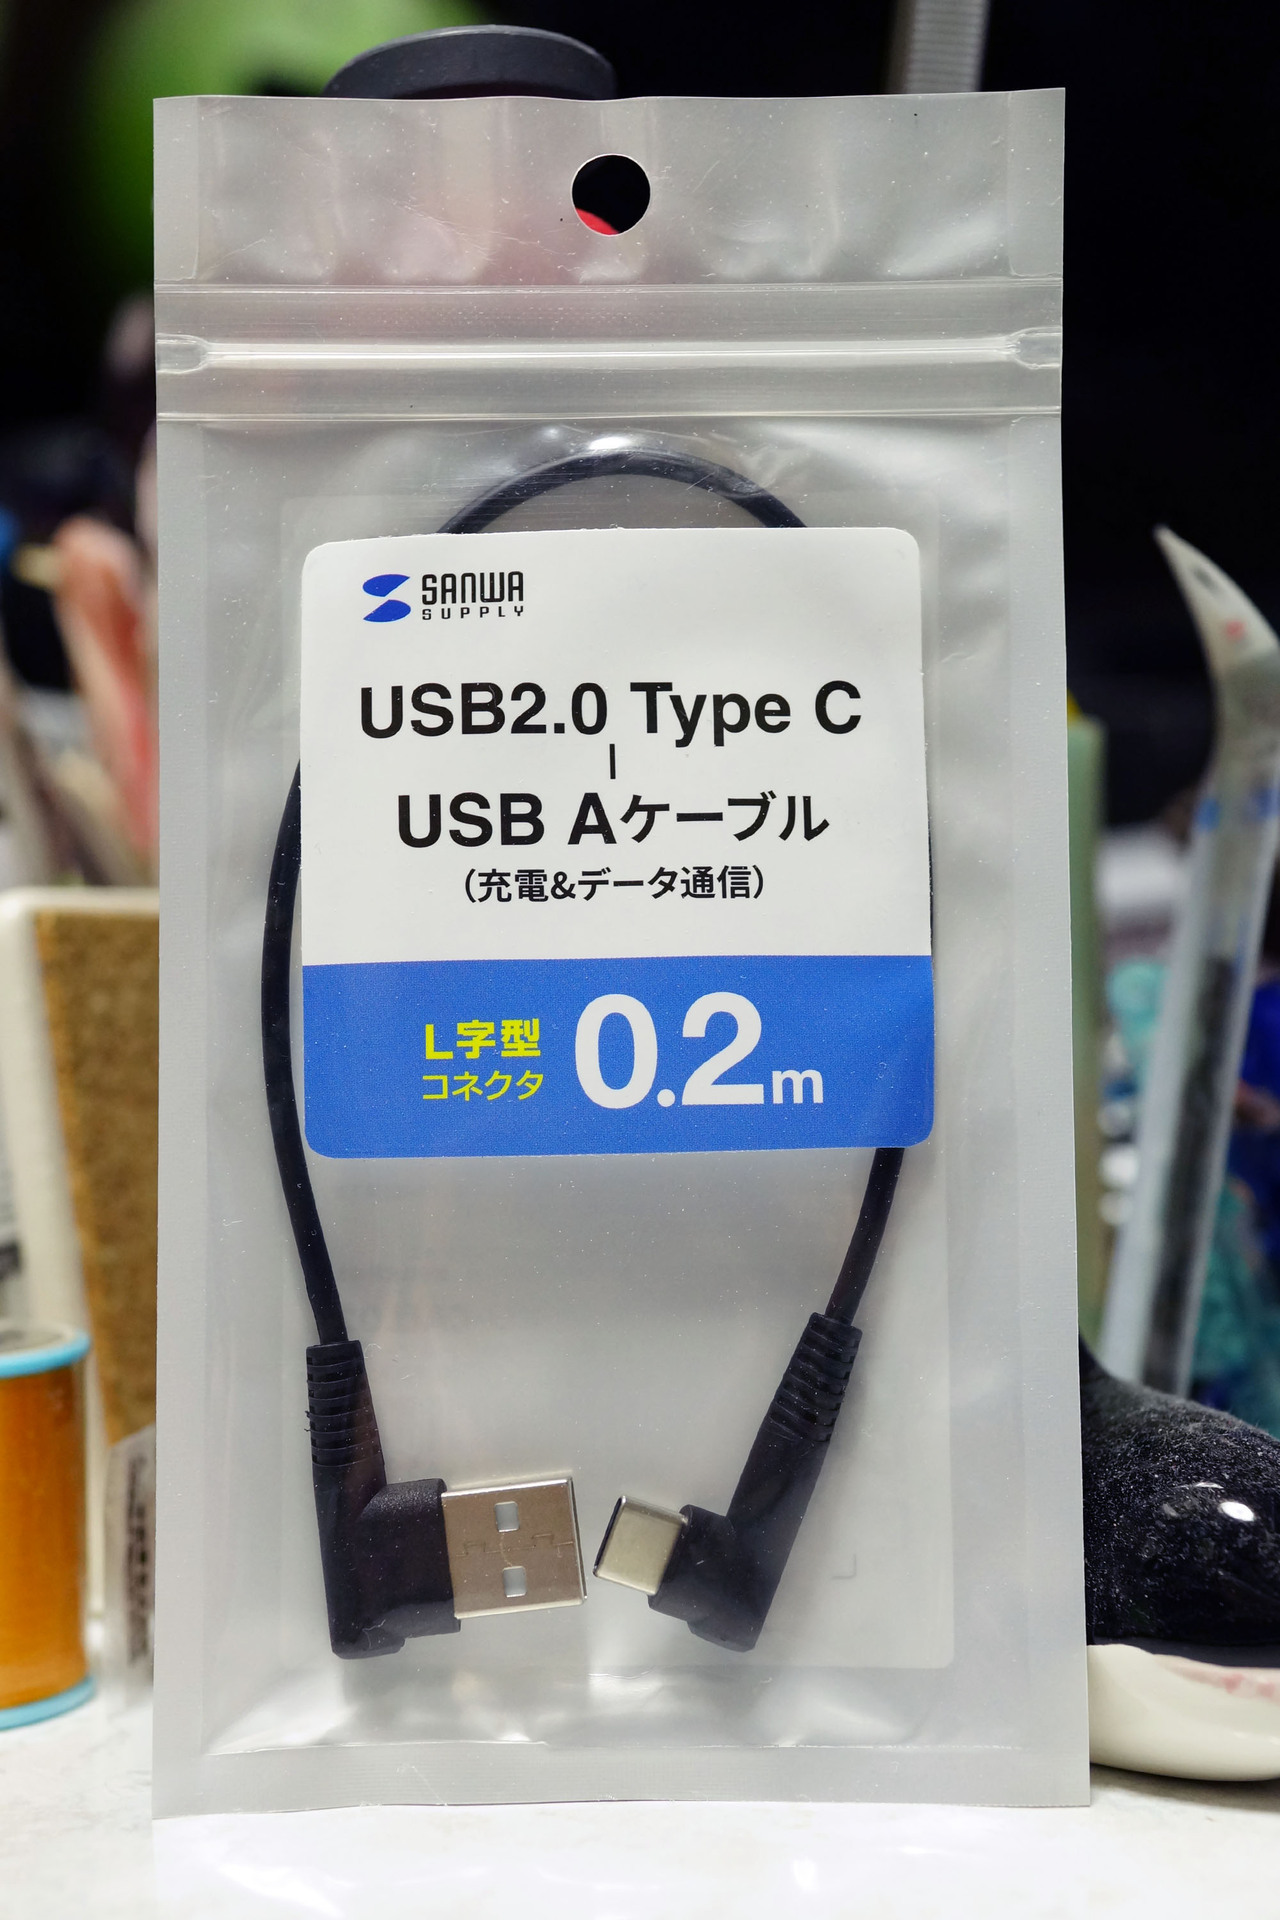 SANWA
SUPPLY
USB2.0 Type C
|
USB Aケーブル
（充電&データ通信）
L字型
コネクタ
0.2m